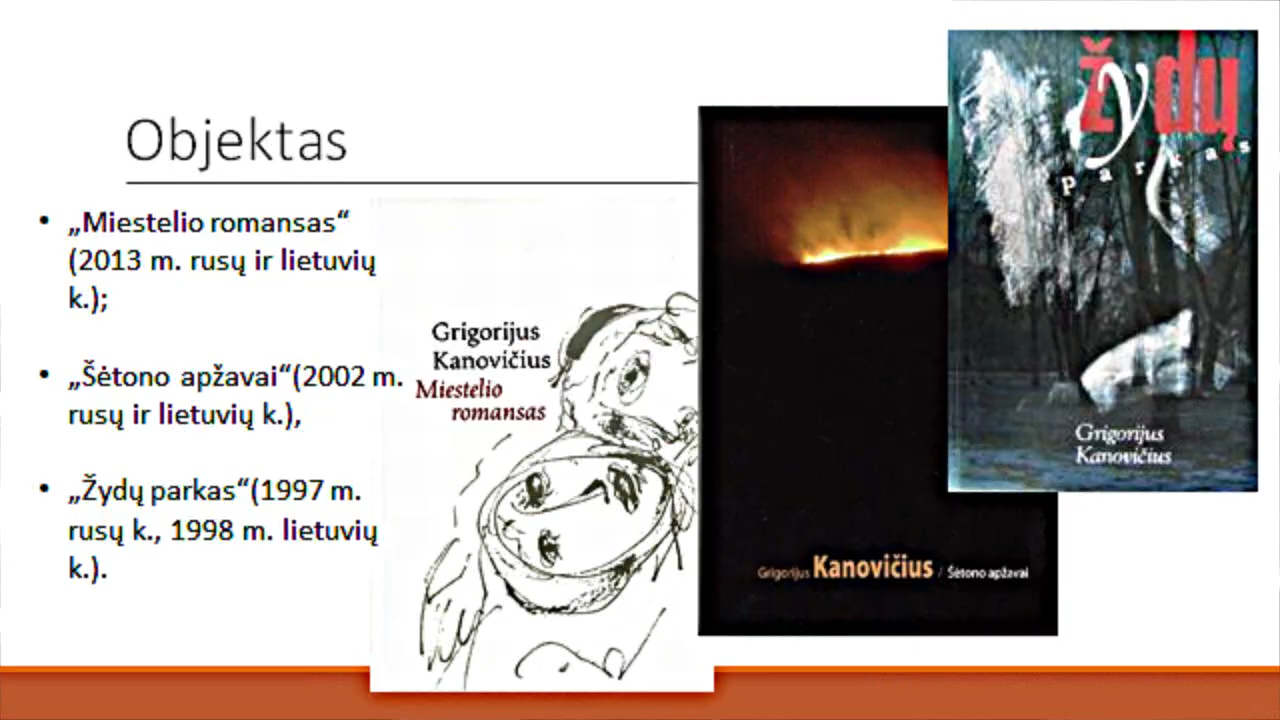 Objektas
• „Miestelio romansas“
(2013 m. rusų ir lietuvių
k.);
• „Šėtono apžavai“(2002 m.
rusų ir lietuvių k.),
• „Žydų parkas“(1997 m.
rusų k., 1998 m. lietuvių
k.).
Grigorijus
Kanovičius
Miestelio
romansas
Grigorijus Kanovičius / Šėtono apžavai
žydų
parkas
Grigorijus
Kanovičius